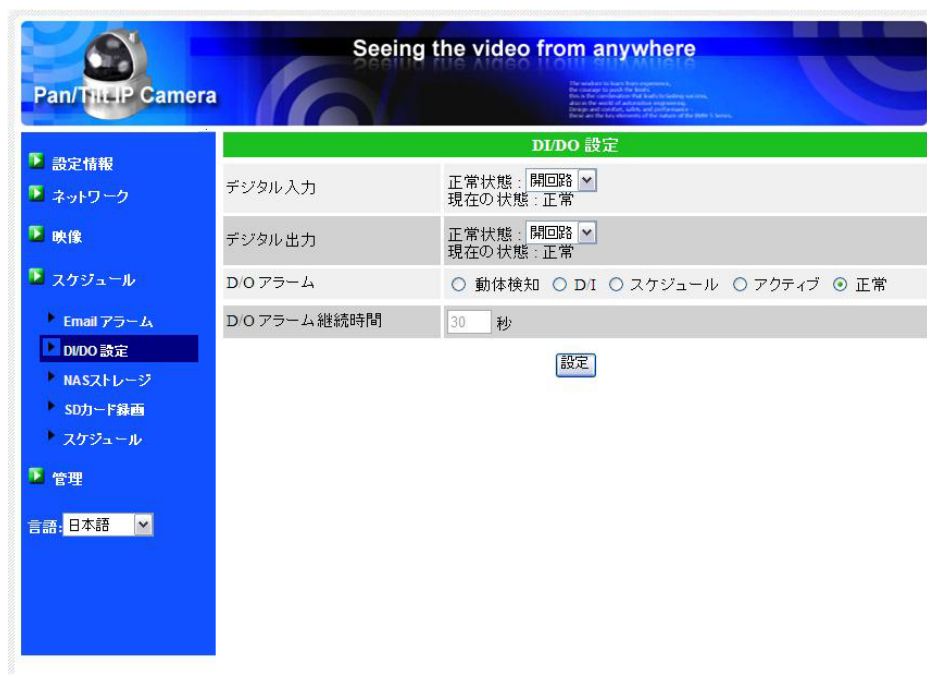 Seeing the video from anywhere
Pan/Tilt IP Camera
設定情報
ネットワーク
映像
スケジュール
Email アラーム
DI/DO 設定
NASストレージ
SDカード録画
スケジュール
管理
言語: 日本語
DI/DO 設定
デジタル入力
正常状態 : 開回路
現在の状態 : 正常
デジタル出力
正常状態 : 開回路
現在の状態 : 正常
D/O アラーム
動体検知 D/I スケジュール アクティブ 正常
D/O アラーム継続時間
30 秒
設定